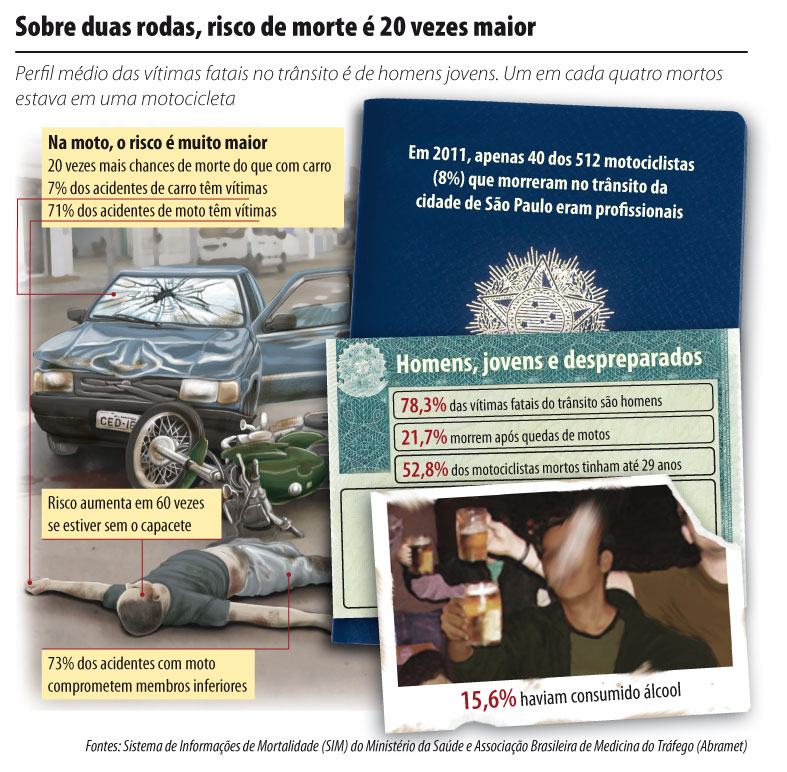 Sobre duas rodas, risco de morte é 20 vezes maior
Perfil médio das vítimas fatais no trânsito é de homens jovens. Um em cada quatro mortos
estava em uma motocicleta
Na moto, o risco é muito maior
20 vezes mais chances de morte do que com carro
7% dos acidentes de carro têm vítimas
71% dos acidentes de moto têm vítimas
Em 2011, apenas 40 dos 512 motociclistas
(8%) que morreram no trânsito da
cidade de São Paulo eram profissionais
Homens, jovens e despreparados
78,3% das vítimas fatais do trânsito são homens
21,7% morrem após quedas de motos
52,8% dos motociclistas mortos tinham até 29 anos
CED-16
Risco aumenta em 60 vezes
se estiver sem o capacete
73% dos acidentes com moto
comprometem membros inferiores
15,6% haviam consumido álcool
Fontes: Sistema de Informações de Mortalidade (SIM) do Ministério da Saúde e Associação Brasileira de Medicina do Tráfego (Abramet)